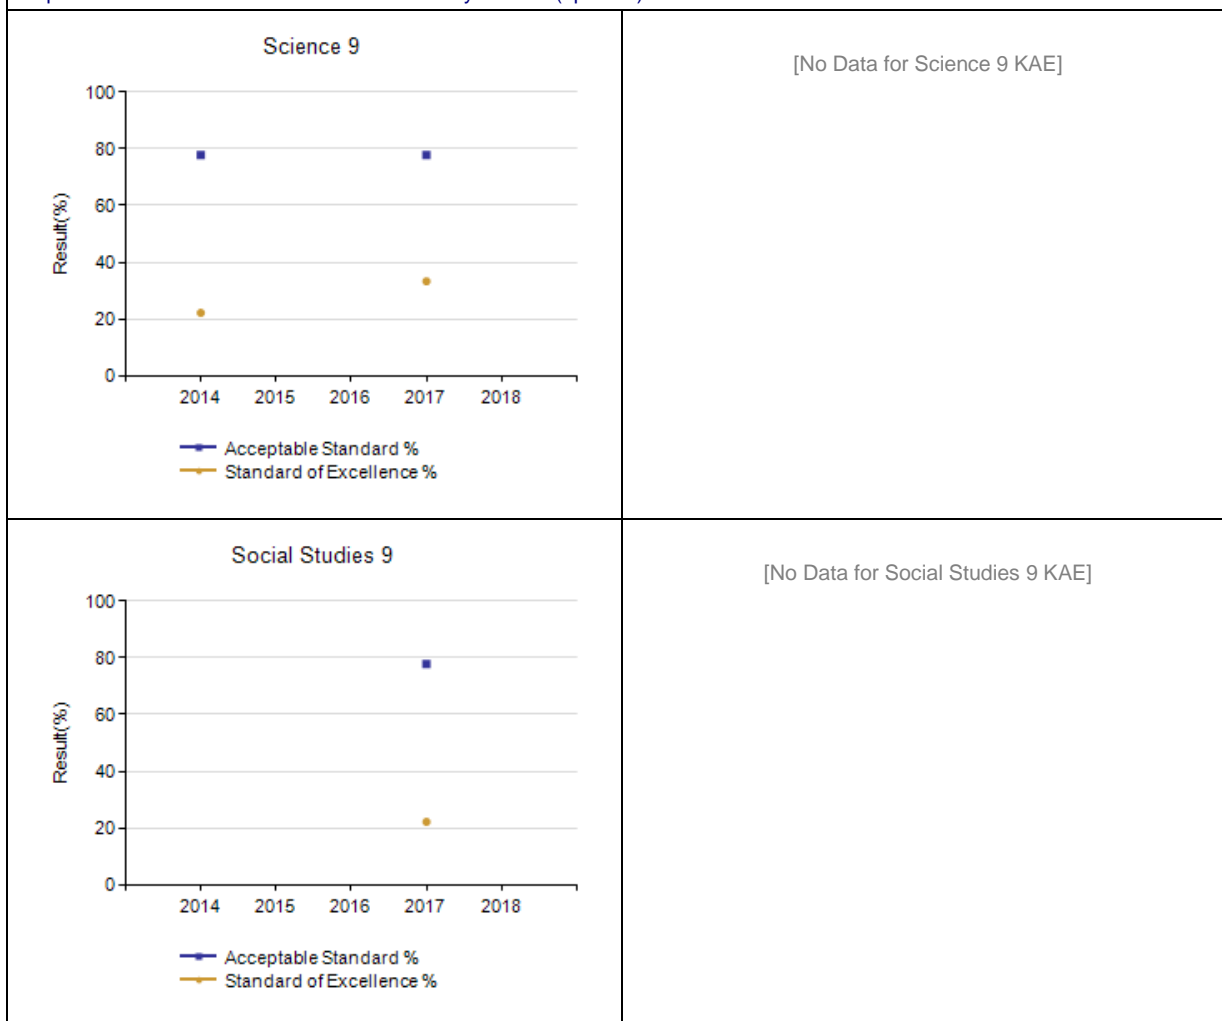 Science 9
100
80
60
40
20
0
Result(%)
2014 2015 2016 2017 2018
Acceptable Standard %
Standard of Excellence %
[No Data for Science 9 KAE]
Social Studies 9
100
80
60
40
20
0
Result(%)
2014 2015 2016 2017 2018
Acceptable Standard %
Standard of Excellence %
[No Data for Social Studies 9 KAE]